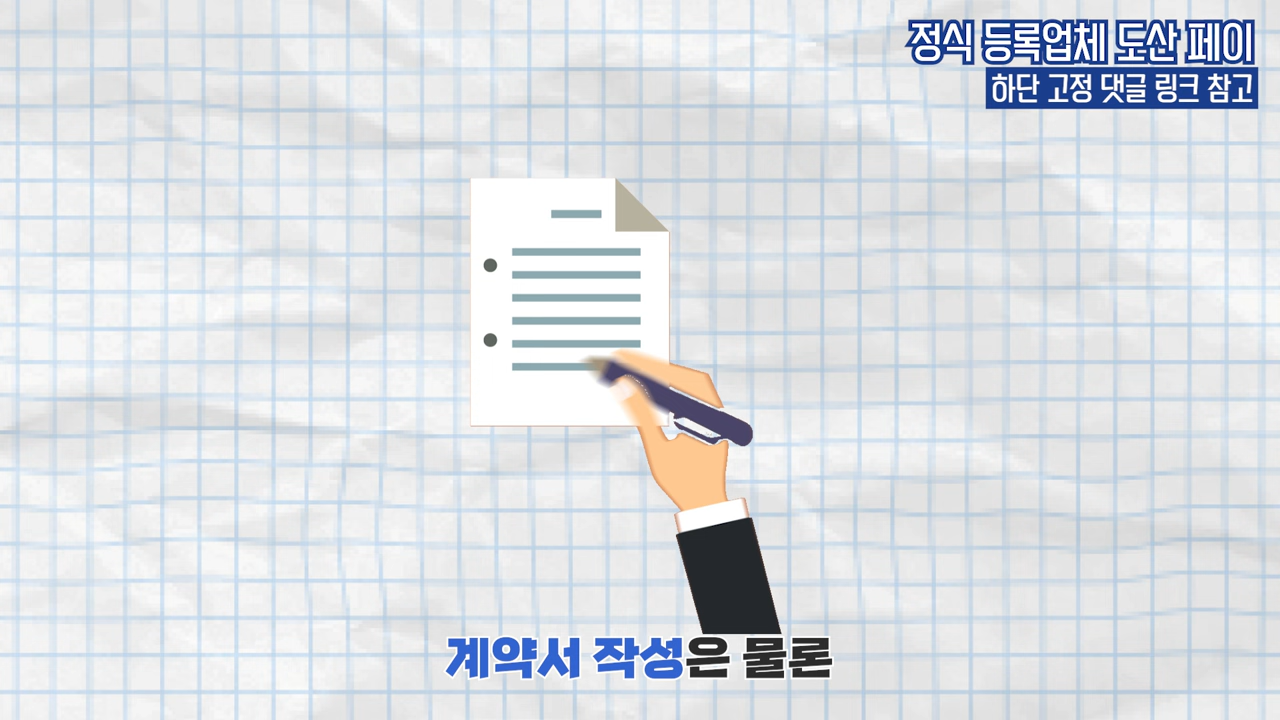 정식 등록업체 도산 페이
하단 고정 댓글 링크 참고
계약서 작성은 물론